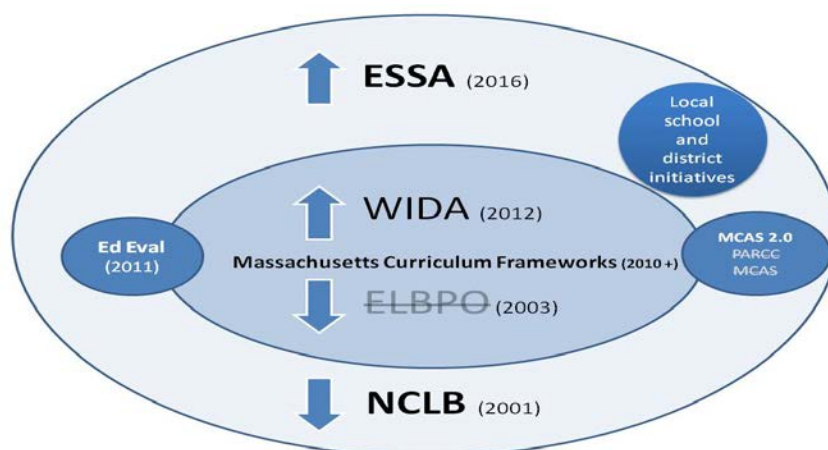 ESSA (2016)
Local
school
and
district
initiatives
WIDA (2012)
Ed Eval
(2011)
Massachusetts Curriculum Frameworks (2010 +)
MCAS 2.0
PARCC
MCAS
ELBPO (2003)
NCLB (2001)